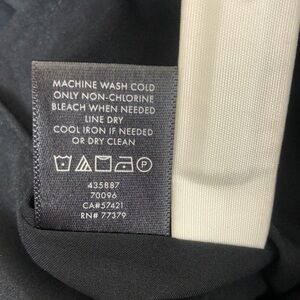 MACHINE WASH COLD
ONLY NON-CHLORINE
BLEACH WHEN NEEDED
LINE DRY
COOL IRON IF NEEDED
OR DRY CLEAN
P
435887
70096
CA#57421
RN# 77379